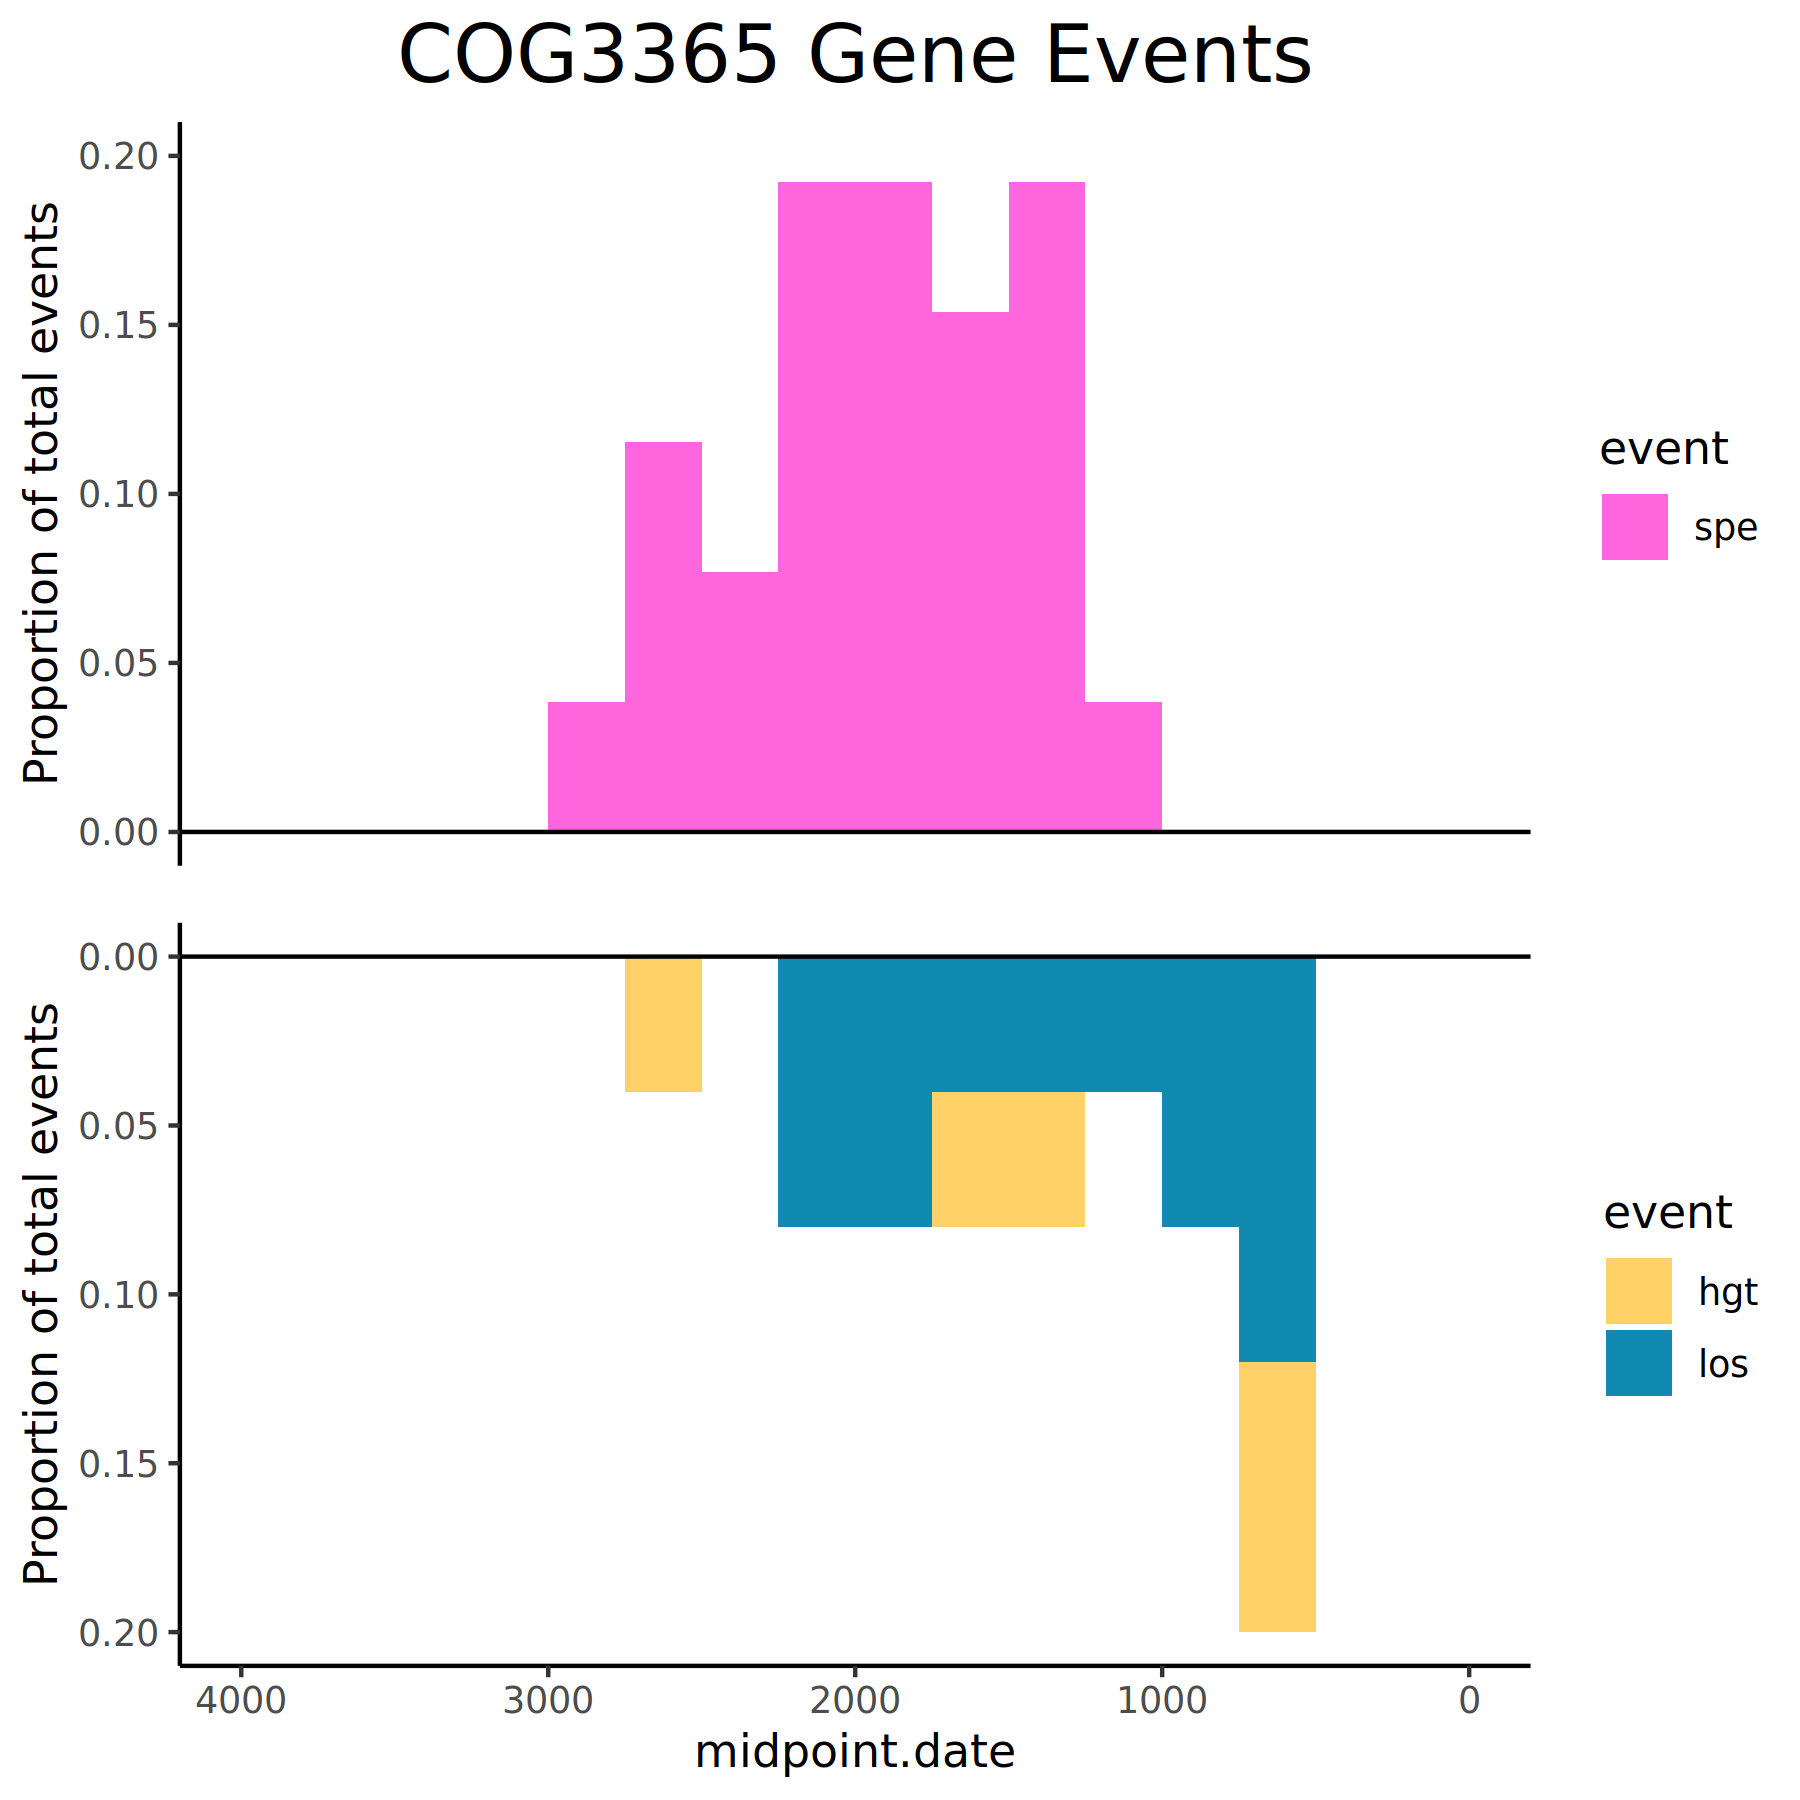 COG3365 Gene Events
Proportion of total events
0.20
0.15
0.10
0.05
0.00
event
spe
Proportion of total events
0.00
0.05
0.10
0.15
0.20
event
hgt
los
4000 3000 2000 1000 0
midpoint.date